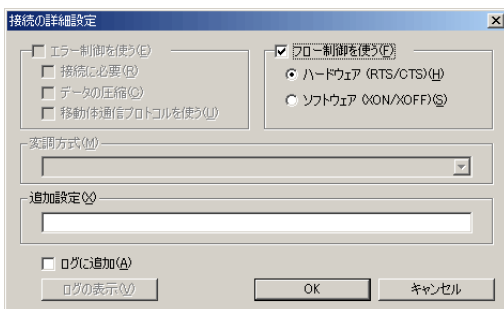 接続の詳細設定
エラー制御を使う(E)
接続に必要(R)
データの圧縮(C)
移動体通信プロトコルを使う(U)
フロー制御を使う(F)
ハードウェア (RTS/CTS)(H)
ソフトウェア (XON/XOFF)(S)
変調方式(M)
追加設定(X)
ログに追加(A)
ログの表示(V)
OK
キャンセル